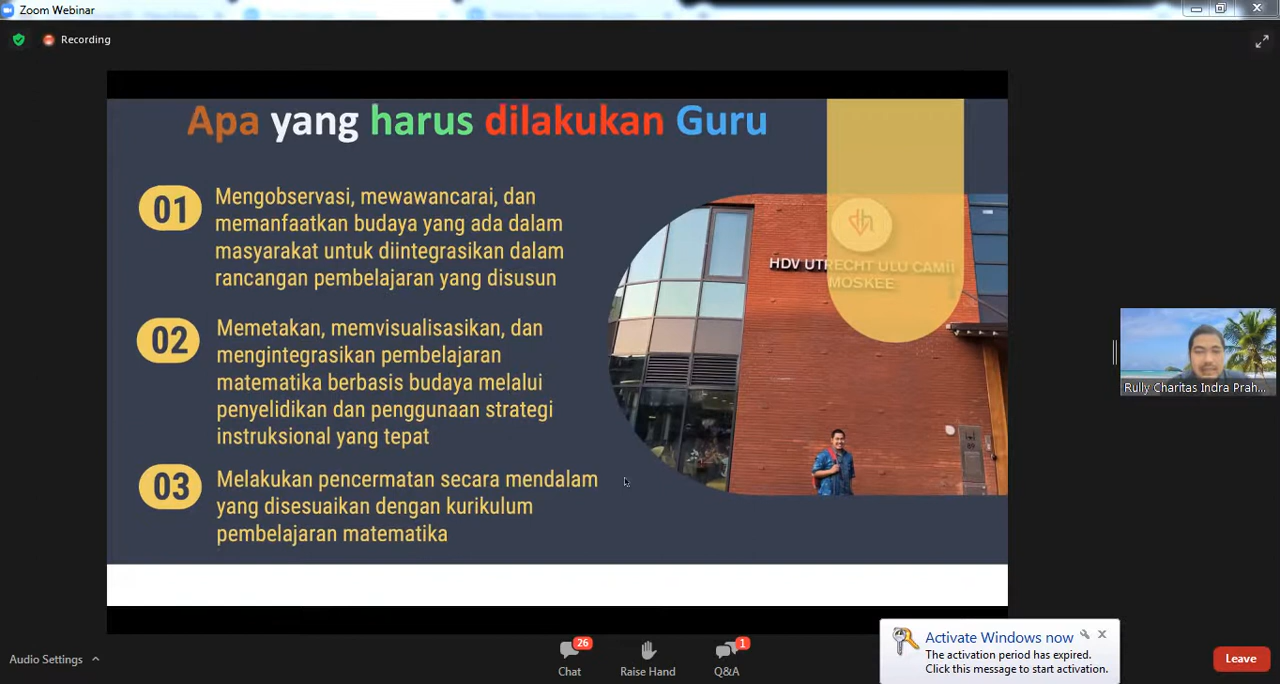 Zoom Webinar
Recording
Apa yang harus dilakukan Guru
01
Mengobservasi, mewawancarai, dan
memanfaatkan budaya yang ada dalam
masyarakat untuk diintegrasikan dalam
rancangan pembelajaran yang disusun
02
Memetakan, memvisualisasikan, dan
mengintegrasikan pembelajaran
matematika berbasis budaya melalui
penyelidikan dan penggunaan strategi
instruksional yang tepat
03
Melakukan pencermatan secara mendalam
yang disesuaikan dengan kurikulum
pembelajaran matematika
HDV UTRECHT ULU CAMII
MOSKEE
Rully Charitas Indra Prah...
Audio Settings
26
Chat
Raise Hand
1
Q&A
Activate Windows now
The activation period has expired.
Click this message to start activation.
Leave